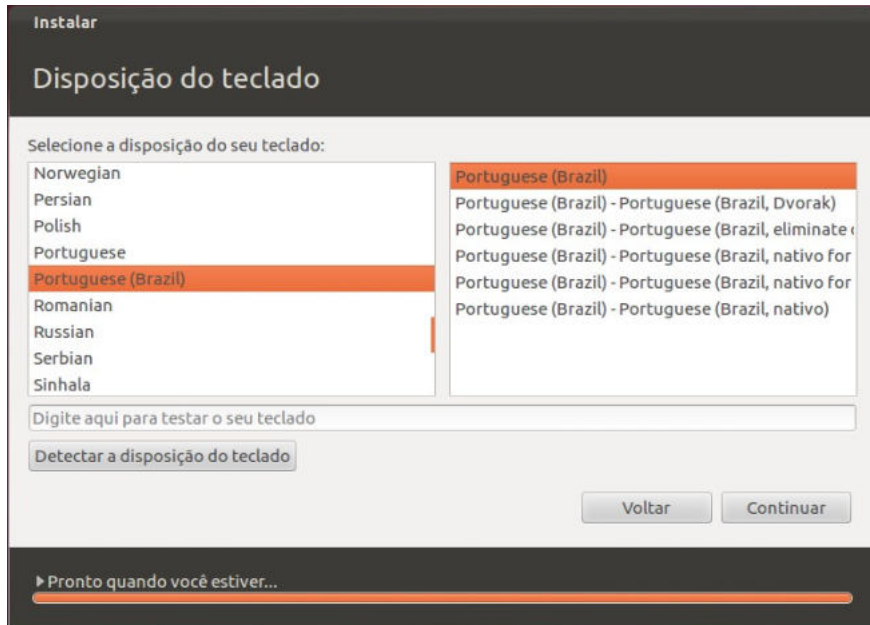 Instalar
Disposição do teclado
Selecione a disposição do seu teclado:
Norwegian
Persian
Polish
Portuguese
Portuguese (Brazil)
Romanian
Russian
Serbian
Sinhala
Portuguese (Brazil)
Portuguese (Brazil) - Portuguese (Brazil, Dvorak)
Portuguese (Brazil) - Portuguese (Brazil, eliminate
Portuguese (Brazil) - Portuguese (Brazil, nativo for
Portuguese (Brazil) - Portuguese (Brazil, nativo for
Portuguese (Brazil) - Portuguese (Brazil, nativo)
Digite aqui para testar o seu teclado
Detectar a disposição do teclado
Voltar
Continuar
Pronto quando você estiver...